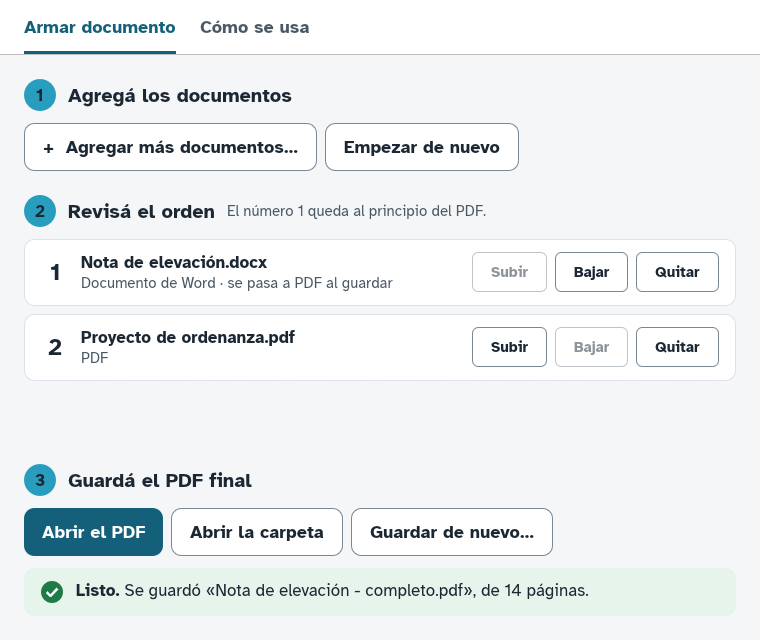 Armar documento Cómo se usa
1 Agregá los documentos
+ Agregar más documentos... Empezar de nuevo
2 Revisá el orden El número 1 queda al principio del PDF.
1 Nota de elevación.docx
Documento de Word · se pasa a PDF al guardar
Subir Bajar Quitar
2 Proyecto de ordenanza.pdf
PDF
Subir Bajar Quitar
3 Guardá el PDF final
Abrir el PDF Abrir la carpeta Guardar de nuevo...
Listo. Se guardó «Nota de elevación - completo.pdf», de 14 páginas.